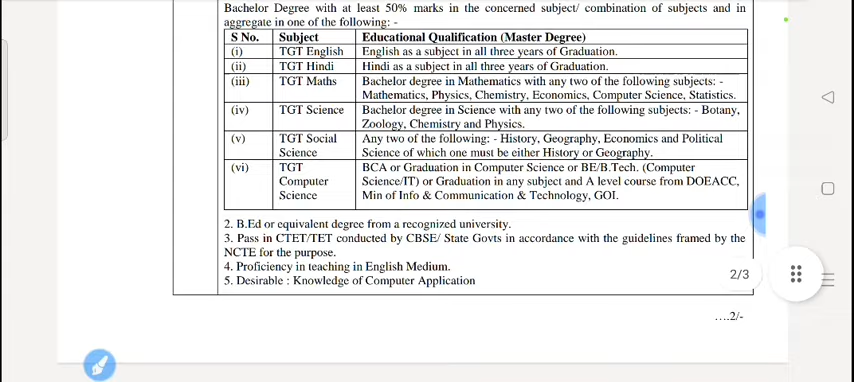 Bachelor Degree with at least 50% marks in the concerned subject/ combination of subjects and in
aggregate in one of the following: -
S No. Subject Educational Qualification (Master Degree)
(i) TGT English English as a subject in all three years of Graduation.
(ii) TGT Hindi Hindi as a subject in all three years of Graduation.
(iii) TGT Maths Bachelor degree in Mathematics with any two of the following subjects: -
Mathematics, Physics, Chemistry, Economics, Computer Science, Statistics.
(iv) TGT Science Bachelor degree in Science with any two of the following subjects: - Botany,
Zoology, Chemistry and Physics.
(v) TGT Social Any two of the following: - History, Geography, Economics and Political
Science Science of which one must be either History or Geography.
(vi) TGT BCA or Graduation in Computer Science or BE/B.Tech. (Computer
Computer Science/IT) or Graduation in any subject and A level course from DOEACC,
Science Min of Info & Communication & Technology, GOI.
2. B.Ed or equivalent degree from a recognized university.
3. Pass in CTET/TET conducted by CBSE/ State Govts in accordance with the guidelines framed by the
NCTE for the purpose.
4. Proficiency in teaching in English Medium.
5. Desirable : Knowledge of Computer Application
2/3
….2/-